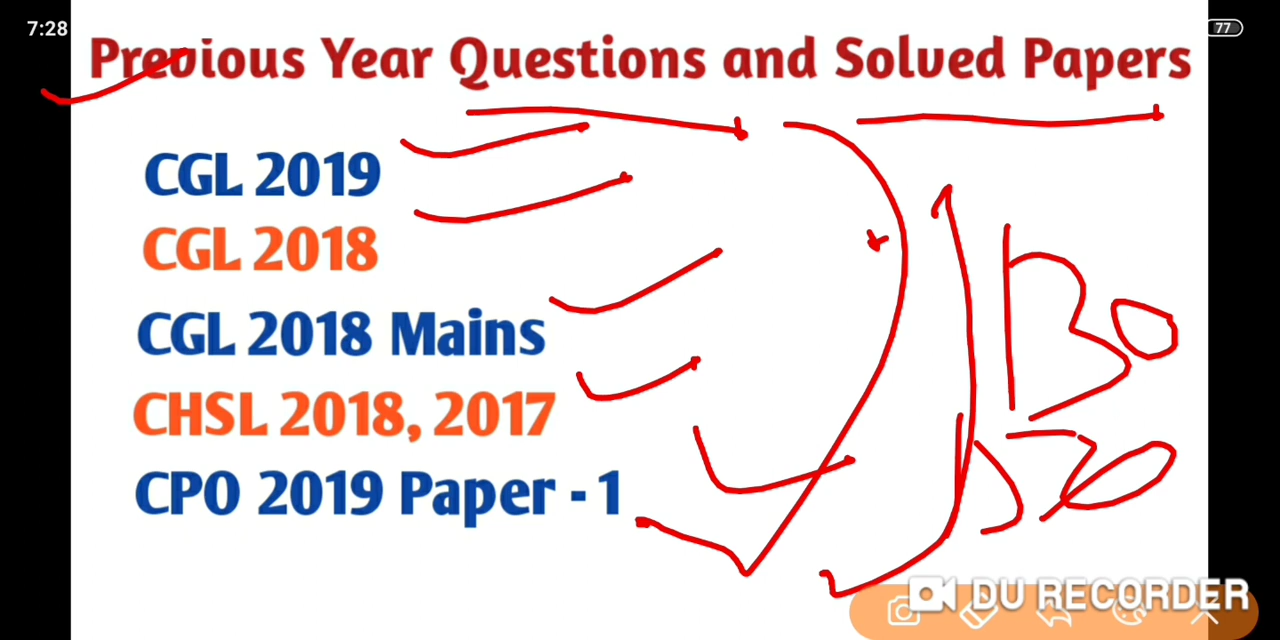 7:28
77
Previous Year Questions and Solved Papers
CGL 2019
CGL 2018
CGL 2018 Mains
CHSL 2018, 2017
CPO 2019 Paper - 1
130
DU RECORDER